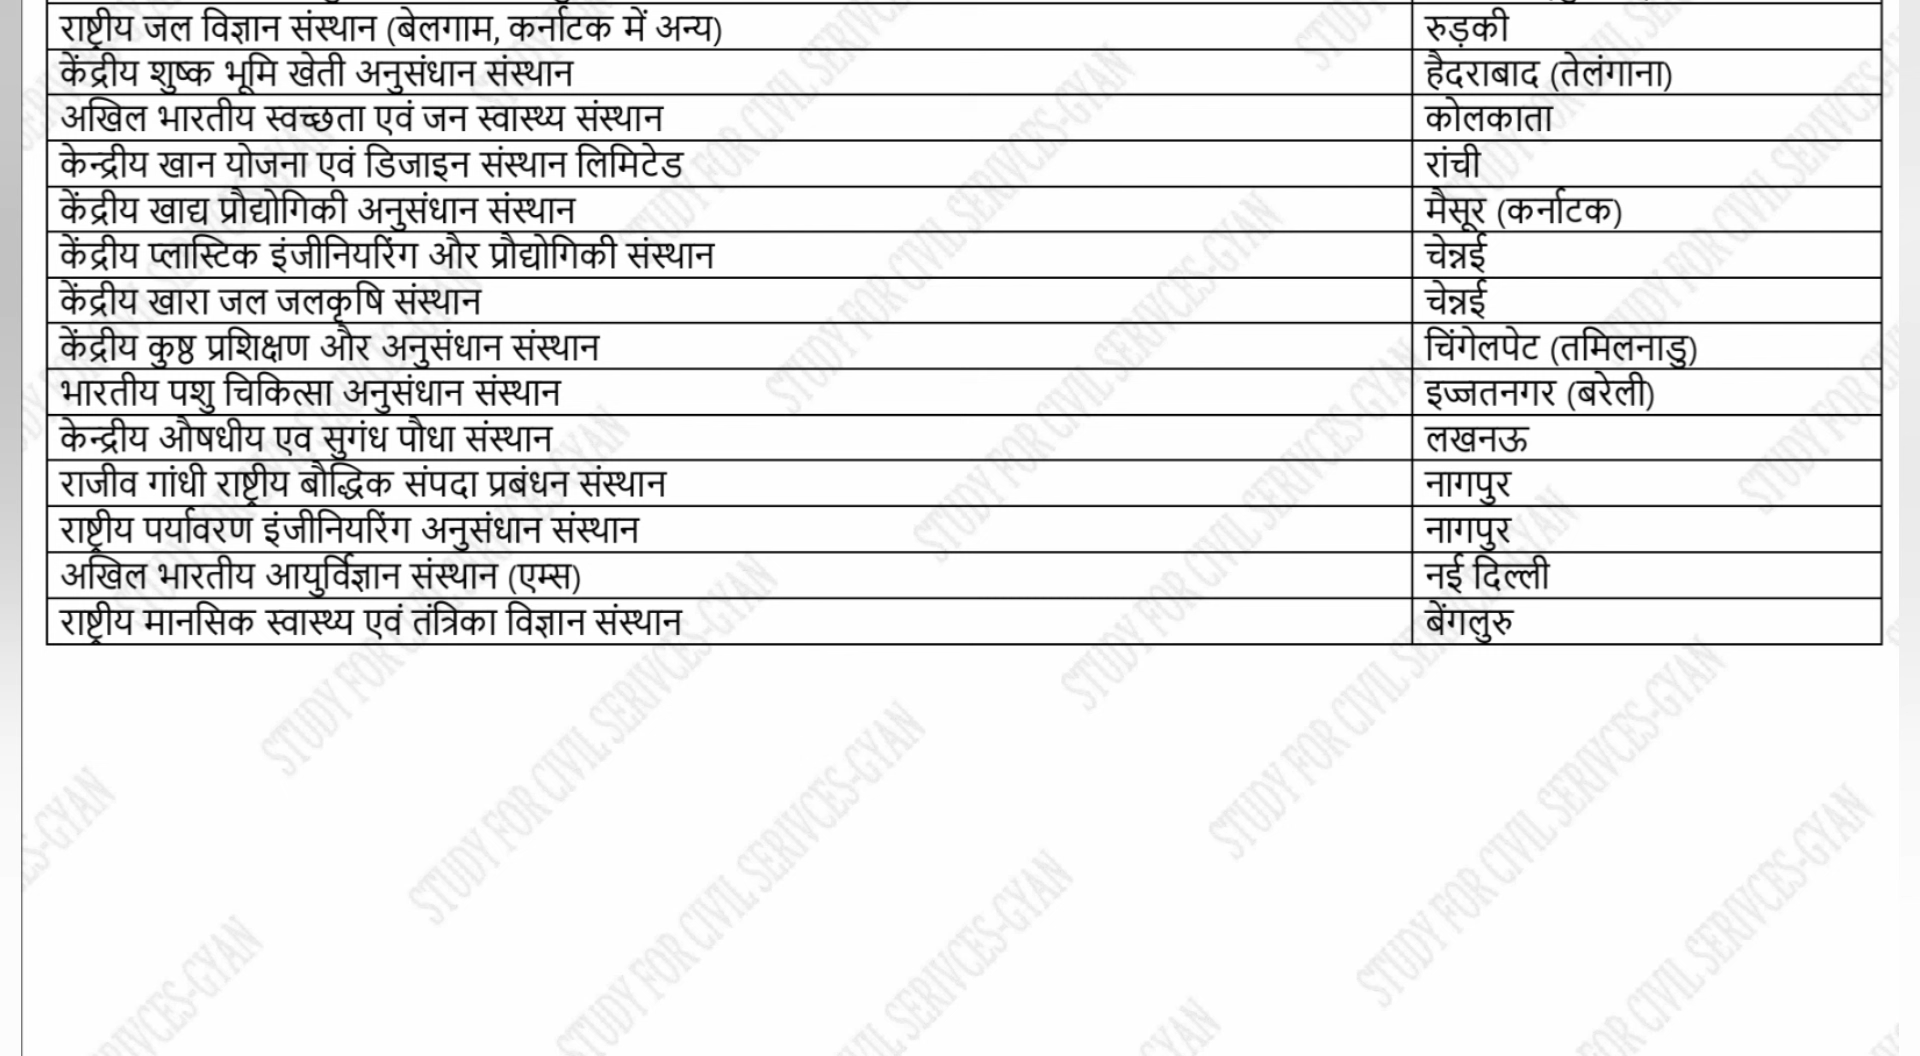 राष्ट्रीय जल विज्ञान संस्थान (बेलगाम, कर्नाटक में अन्य) रुड़की
केंद्रीय शुष्क भूमि खेती अनुसंधान संस्थान हैदराबाद (तेलंगाना)
अखिल भारतीय स्वच्छता एवं जन स्वास्थ्य संस्थान कोलकाता
केन्द्रीय खान योजना एवं डिजाइन संस्थान लिमिटेड रांची
केंद्रीय खाद्य प्रौद्योगिकी अनुसंधान संस्थान मैसूर (कर्नाटक)
केंद्रीय प्लास्टिक इंजीनियरिंग और प्रौद्योगिकी संस्थान चेन्नई
केंद्रीय खारा जल जलकृषि संस्थान चेन्नई
केंद्रीय कुष्ठ प्रशिक्षण और अनुसंधान संस्थान चिंगेलपेट (तमिलनाडु)
भारतीय पशु चिकित्सा अनुसंधान संस्थान इज्जतनगर (बरेली)
केन्द्रीय औषधीय एव सुगंध पौधा संस्थान लखनऊ
राजीव गांधी राष्ट्रीय बौद्धिक संपदा प्रबंधन संस्थान नागपुर
राष्ट्रीय पर्यावरण इंजीनियरिंग अनुसंधान संस्थान नागपुर
अखिल भारतीय आयुर्विज्ञान संस्थान (एम्स) नई दिल्ली
राष्ट्रीय मानसिक स्वास्थ्य एवं तंत्रिका विज्ञान संस्थान बेंगलुरु
STUDY FOR CIVIL SERIVCES-GYAN